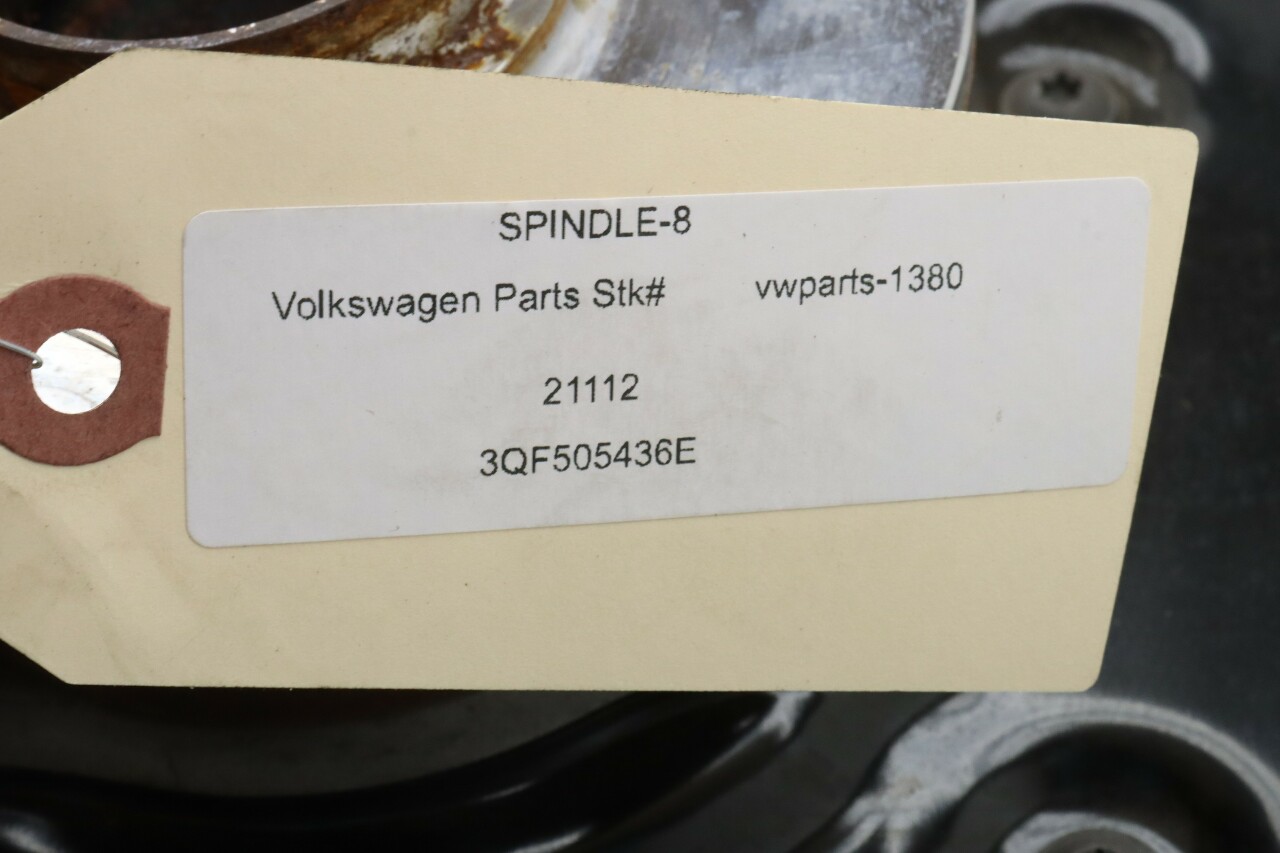 SPINDLE-8
Volkswagen Parts Stk# vwparts-1380
21112
3QF505436E